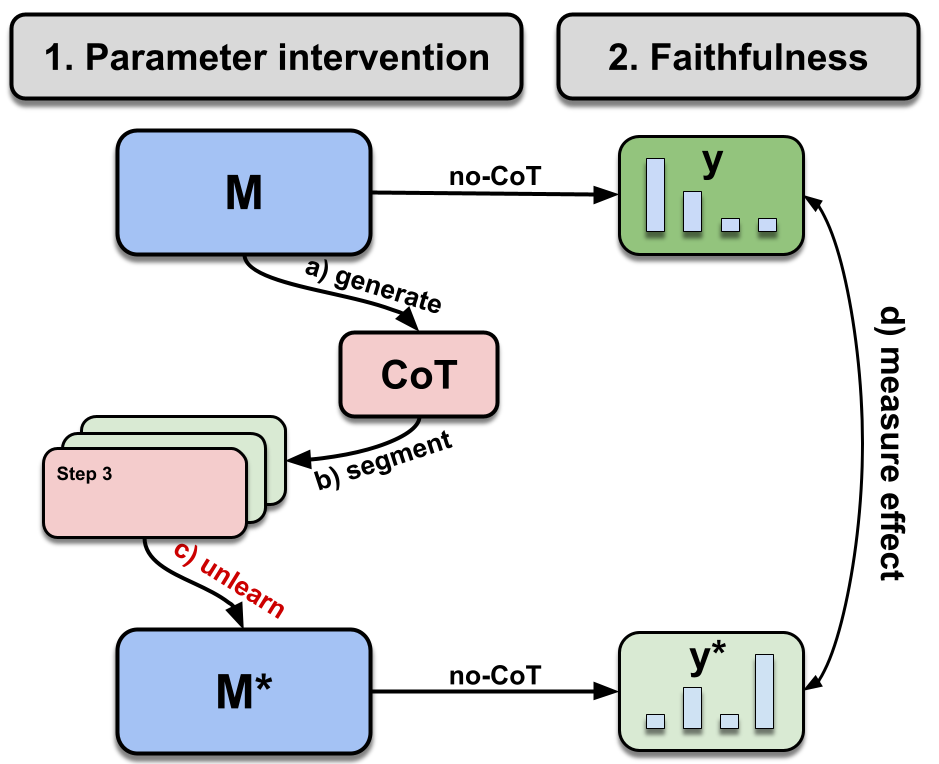 1. Parameter intervention
2. Faithfulness
M
no-CoT
y
a) generate
CoT
b) segment
Step 3
c) unlearn
d) measure effect
M*
no-CoT
y*